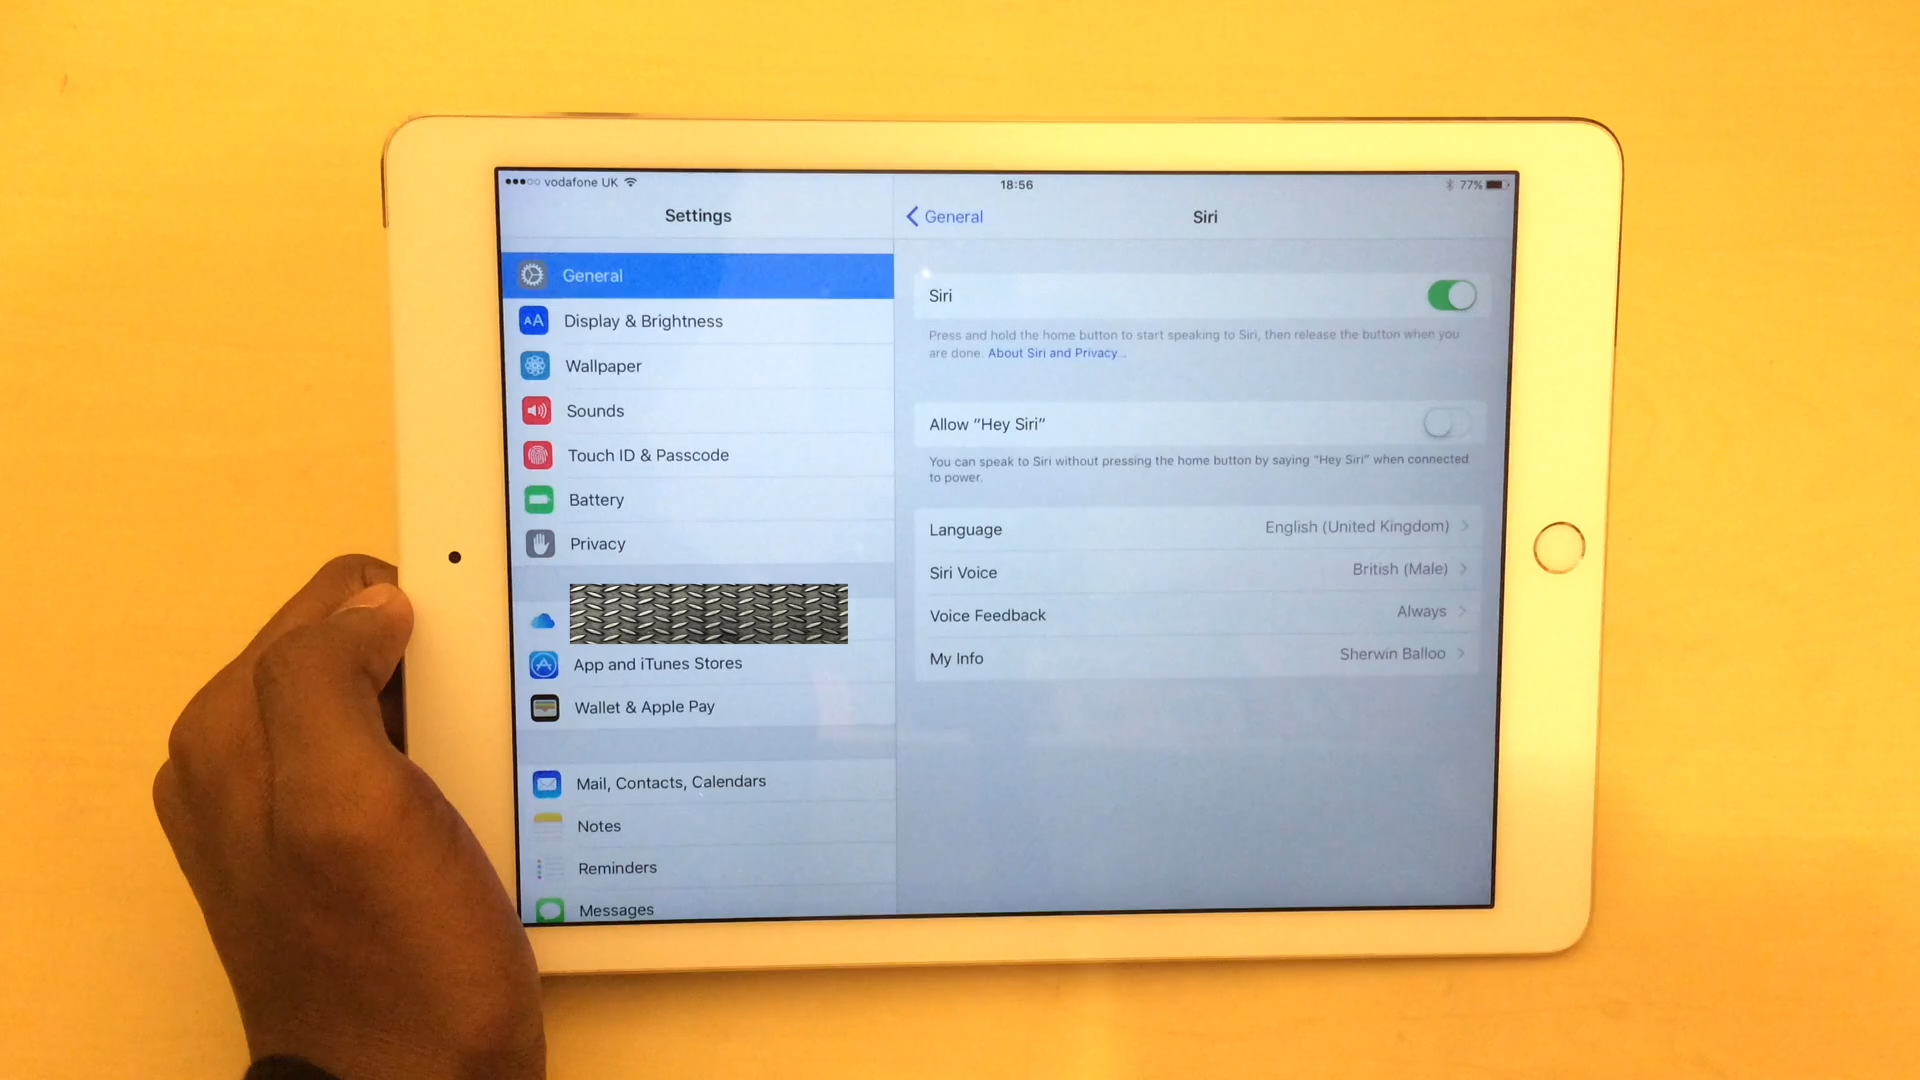 vodafone UK
18:56
77%
Settings
General
Siri
General
AA
Display & Brightness
Wallpaper
Sounds
Touch ID & Passcode
Battery
Privacy
App and iTunes Stores
Wallet & Apple Pay
Mail, Contacts, Calendars
Notes
Reminders
Messages
Siri
Press and hold the home button to start speaking to Siri, then release the button when you
are done. About Siri and Privacy...
Allow "Hey Siri"
You can speak to Siri without pressing the home button by saying "Hey Siri" when connected
to power.
Language English (United Kingdom)
Siri Voice British (Male)
Voice Feedback Always
My Info Sherwin Balloo